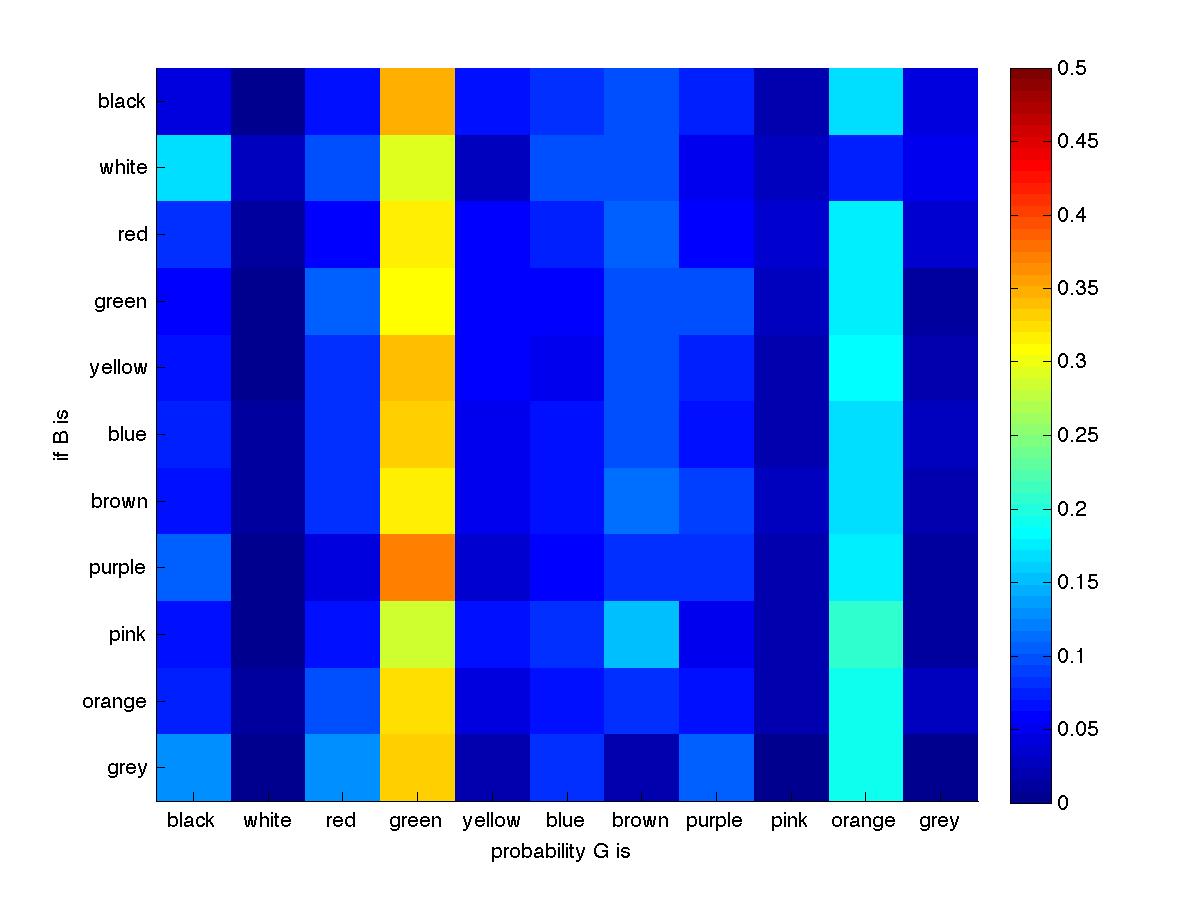 black
white
red
green
yellow
blue
brown
purple
pink
orange
grey
if B is
black white red green yellow blue brown purple pink orange grey
probability G is
0.5
0.45
0.4
0.35
0.3
0.25
0.2
0.15
0.1
0.05
0